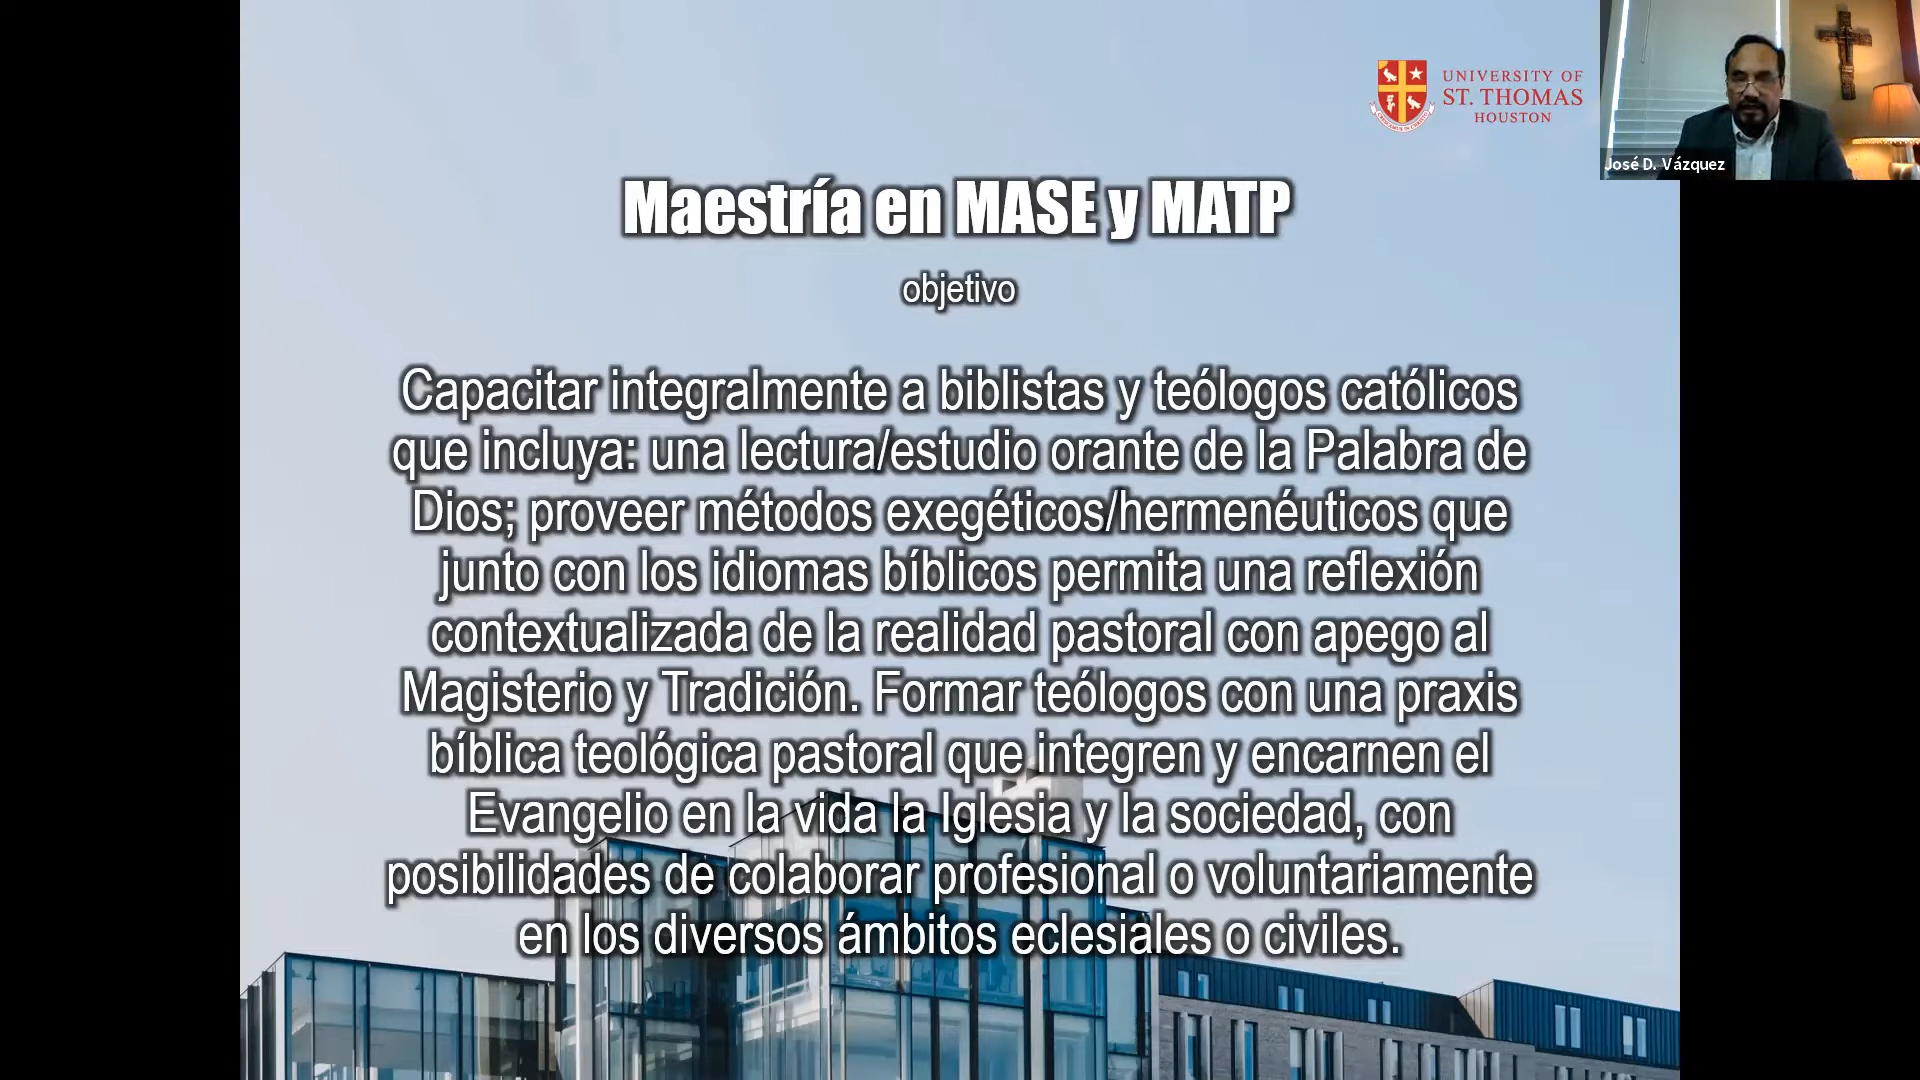 UNIVERSITY OF
ST. THOMAS
HOUSTON
José D. Vázquez
Maestría en MASE y MATP
objetivo
Capacitar integralmente a biblistas y teólogos católicos
que incluya: una lectura/estudio orante de la Palabra de
Dios; proveer métodos exegéticos/hermenéuticos que
junto con los idiomas bíblicos permita una reflexión
contextualizada de la realidad pastoral con apego al
Magisterio y Tradición. Formar teólogos con una praxis
bíblica teológica pastoral que integren y encarnen el
Evangelio en la vida la Iglesia y la sociedad, con
posibilidades de colaborar profesional o voluntariamente
en los diversos ámbitos eclesiales o civiles.